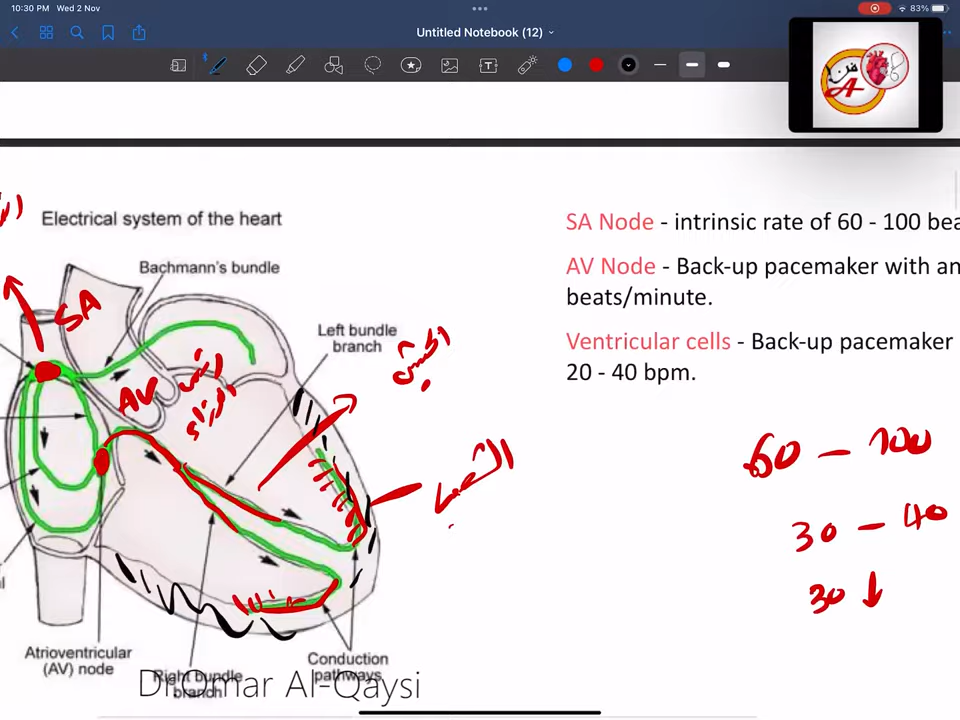 10:30 PM Wed 2 Nov
83%
Untitled Notebook (12)
Electrical system of the heart
Bachmann's bundle
SA
Left bundle
branch
AV
Atrioventricular
(AV) node
Right bundle
branch
Conduction
pathways
Dr.Omar Al-Qaysi
SA Node - intrinsic rate of 60 - 100 bea
AV Node - Back-up pacemaker with an
beats/minute.
Ventricular cells - Back-up pacemaker
20 - 40 bpm.
60 - 100
30 - 40
30 ↓